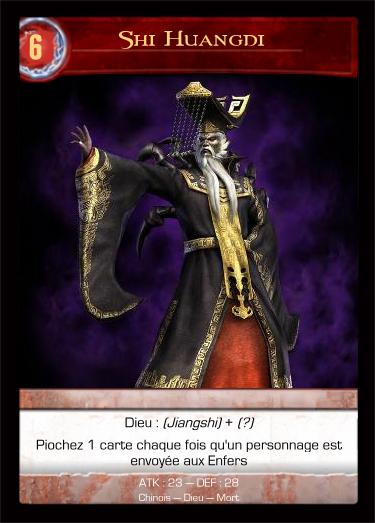 6
Shi Huangdi
Dieu : (Jiangshi) + (?)
Piochez 1 carte chaque fois qu'un personnage est
envoyée aux Enfers
ATK : 23 — DEF : 28
Chinois — Dieu — Mort